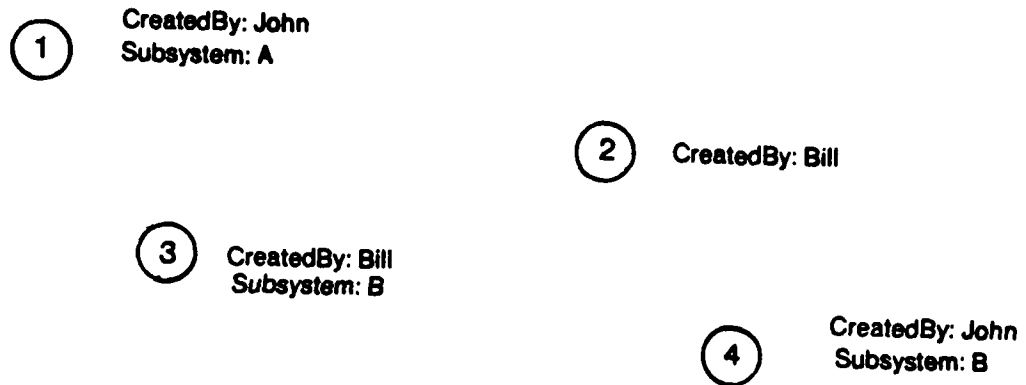 1
CreatedBy: John
Subsystem: A
2
CreatedBy: Bill
3
CreatedBy: Bill
Subsystem: B
4
CreatedBy: John
Subsystem: B